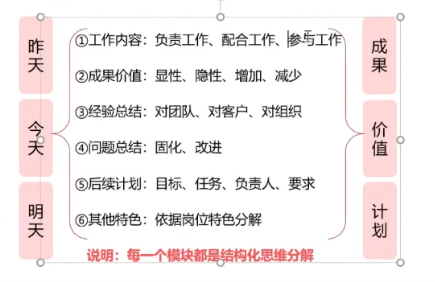 昨天
今天
明天
①工作内容：负责工作、配合工作、参与工作
②成果价值：显性、隐性、增加、减少
③经验总结：对团队、对客户、对组织
④问题总结：固化、改进
⑤后续计划：目标、任务、负责人、要求
⑥其他特色：依据岗位特色分解
成果
价值
计划
说明：每一个模块都是结构化思维分解